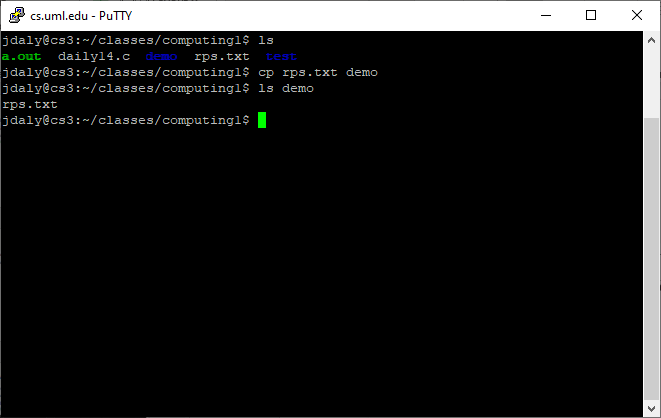 cs.uml.edu - PuTTY
jdaly@cs3:~/classes/computing1$ ls
a.out  daily14.c  demo  rps.txt  test
jdaly@cs3:~/classes/computing1$ cp rps.txt demo
jdaly@cs3:~/classes/computing1$ ls demo
rps.txt
jdaly@cs3:~/classes/computing1$